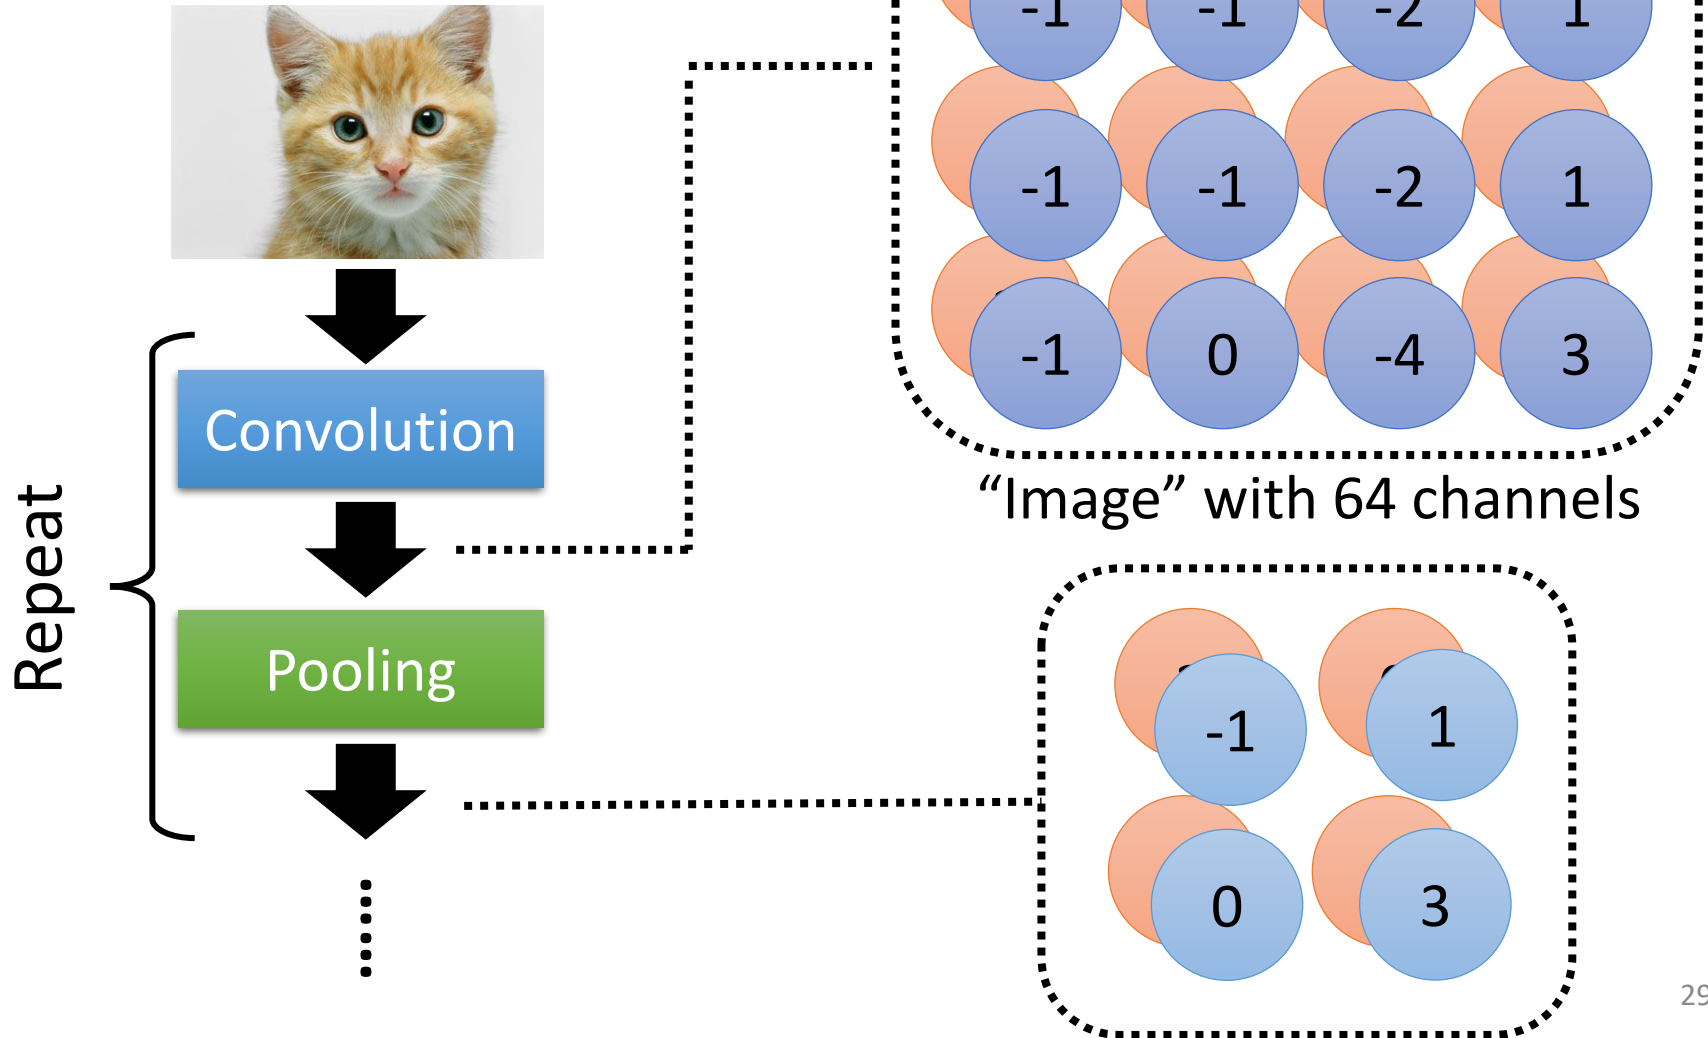 -1 -1 -2 1
-1 -1 -2 1
-1 0 -4 3
Convolution
"Image" with 64 channels
Repeat
Pooling
-1 1
0 3
29